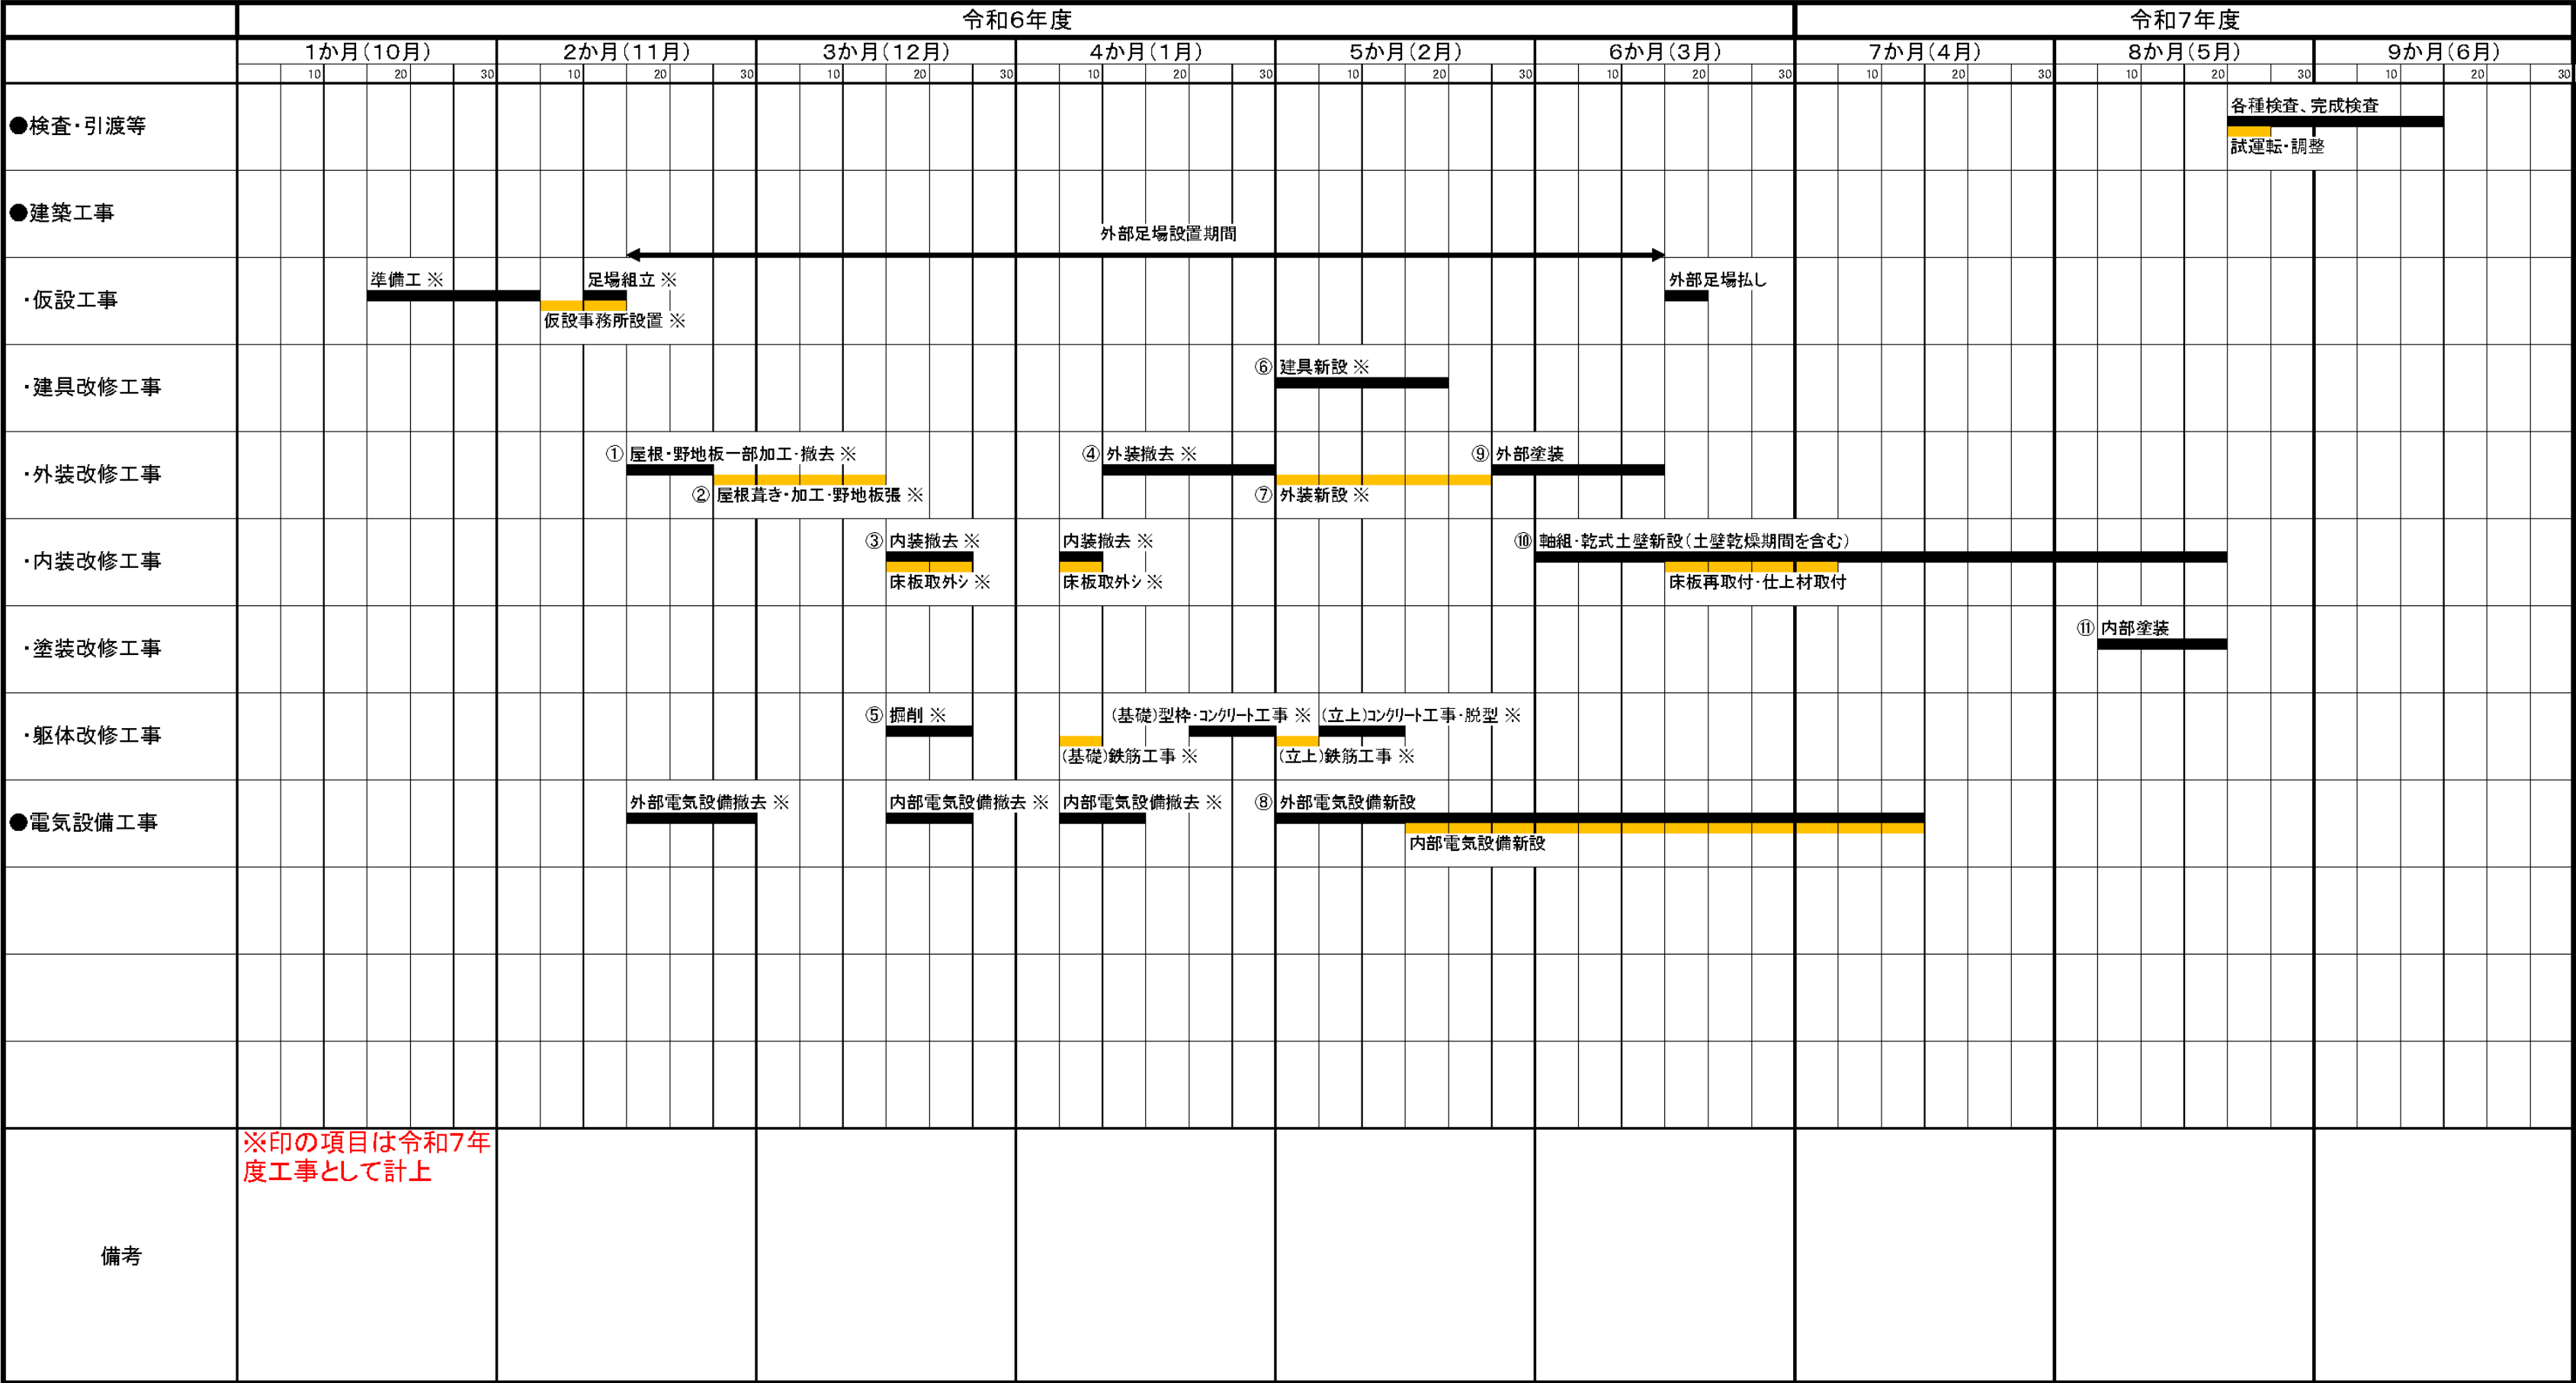 令和6年度 令和7年度
1か月(10月) 2か月(11月) 3か月(12月) 4か月(1月) 5か月(2月) 6か月(3月) 7か月(4月) 8か月(5月) 9か月(6月)
10 20 30 10 20 30 10 20 30 10 20 30 10 20 30 10 20 30 10 20 30 10 20 30 10 20 30
●検査・引渡等
各種検査、完成検査
試運転・調整
●建築工事
外部足場設置期間
・仮設工事
準備工 ※ 足場組立 ※ 外部足場払し
仮設事務所設置 ※
・建具改修工事
⑥ 建具新設 ※
・外装改修工事
① 屋根・野地板一部加工・撤去 ※ ④ 外装撤去 ※ ⑨ 外部塗装
② 屋根葺き・加工・野地板張 ※ ⑦ 外装新設 ※
・内装改修工事
③ 内装撤去 ※ 内装撤去 ※ ⑩ 軸組・乾式土壁新設(土壁乾燥期間を含む)
床板取外シ ※ 床板取外シ ※ 床板再取付・仕上材取付
・塗装改修工事
⑪ 内部塗装
・躯体改修工事
⑤ 掘削 ※ (基礎)型枠・コンクリート工事 ※ (立上)コンクリート工事・脱型 ※
(基礎)鉄筋工事 ※ (立上)鉄筋工事 ※
●電気設備工事
外部電気設備撤去 ※ 内部電気設備撤去 ※ 内部電気設備撤去 ※ ⑧ 外部電気設備新設
内部電気設備新設
備考
※印の項目は令和7年
度工事として計上